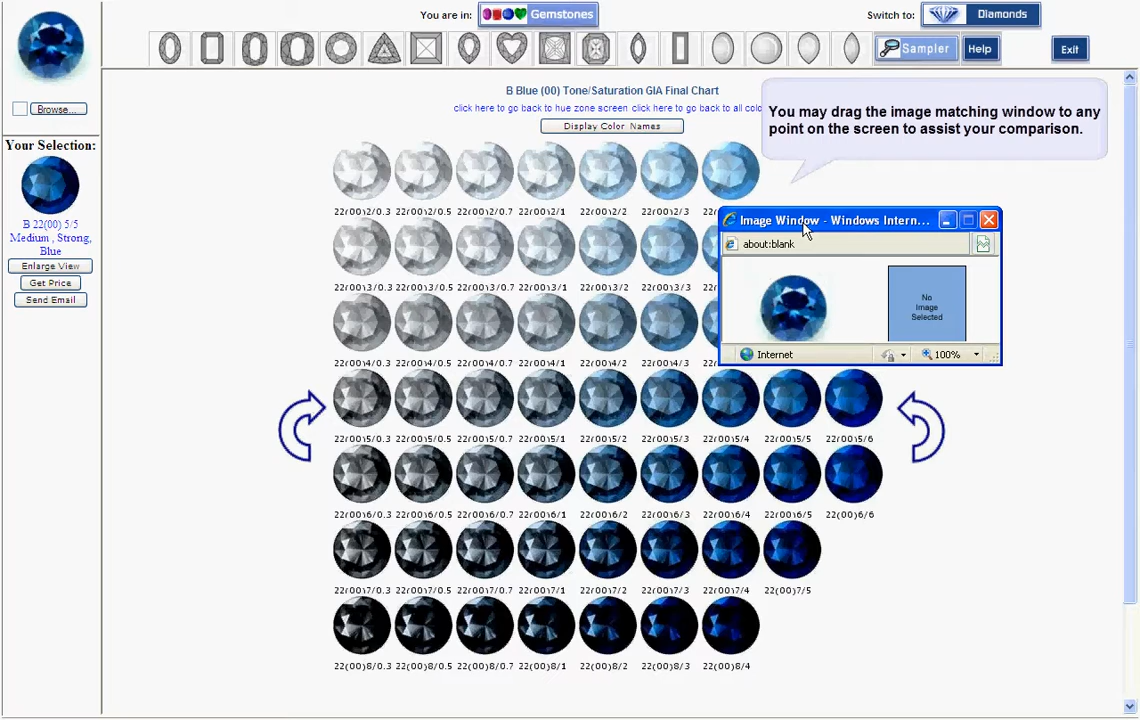 You are in:
Gemstones
Switch to:
Diamonds
Sampler
Help
Exit
Browse...
Your Selection:
B 22(00) 5/5
Medium , Strong,
Blue
Enlarge View
Get Price
Send Email
B Blue (00) Tone/Saturation GIA Final Chart
click here to go back to hue zone screen click here to go back to all colo
Display Color Names
You may drag the image matching window to any
point on the screen to assist your comparison.
22(00)2/0.3 22(00)2/0.5 22(00)2/0.7 22(00)2/1 22(00)2/2 22(00)2/3 22(00)2/4
Image Window - Windows Intern...
about:blank
No
Image
Selected
Internet
100%
22(00)3/0.3 22(00)3/0.5 22(00)3/0.7 22(00)3/1 22(00)3/2 22(00)3/3
22(00)4/0.3 22(00)4/0.5 22(00)4/0.7 22(00)4/1 22(00)4/2 22(00)4/3
22(00)5/0.3 22(00)5/0.5 22(00)5/0.7 22(00)5/1 22(00)5/2 22(00)5/3 22(00)5/4 22(00)5/5 22(00)5/6
22(00)6/0.3 22(00)6/0.5 22(00)6/0.7 22(00)6/1 22(00)6/2 22(00)6/3 22(00)6/4 22(00)6/5 22(00)6/6
22(00)7/0.3 22(00)7/0.5 22(00)7/0.7 22(00)7/1 22(00)7/2 22(00)7/3 22(00)7/4 22(00)7/5
22(00)8/0.3 22(00)8/0.5 22(00)8/0.7 22(00)8/1 22(00)8/2 22(00)8/3 22(00)8/4